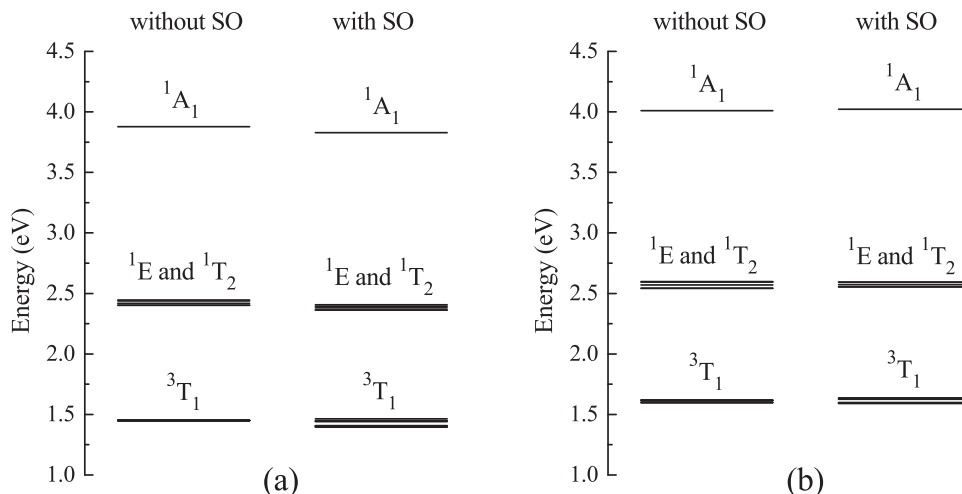 without SO with SO
4.5
4.0
3.5
3.0
2.5
2.0
1.5
1.0
Energy (eV)
¹A₁ ¹A₁
¹E and ¹T₂ ¹E and ¹T₂
³T₁ ³T₁
(a)
without SO with SO
4.5
4.0
3.5
3.0
2.5
2.0
1.5
1.0
Energy (eV)
¹A₁ ¹A₁
¹E and ¹T₂ ¹E and ¹T₂
³T₁ ³T₁
(b)